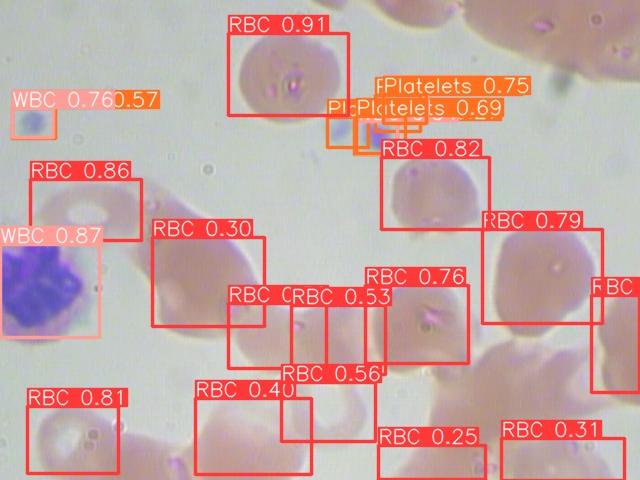 RBC 0.91
Platelets 0.75
WBC 0.76 0.57
Platelets 0.69
RBC 0.82
RBC 0.86
RBC 0.79
RBC 0.30
WBC 0.87
RBC 0.76
RBC
RBC
RBC 0.53
RBC 0.56
RBC 0.40
RBC 0.81
RBC 0.31
RBC 0.25